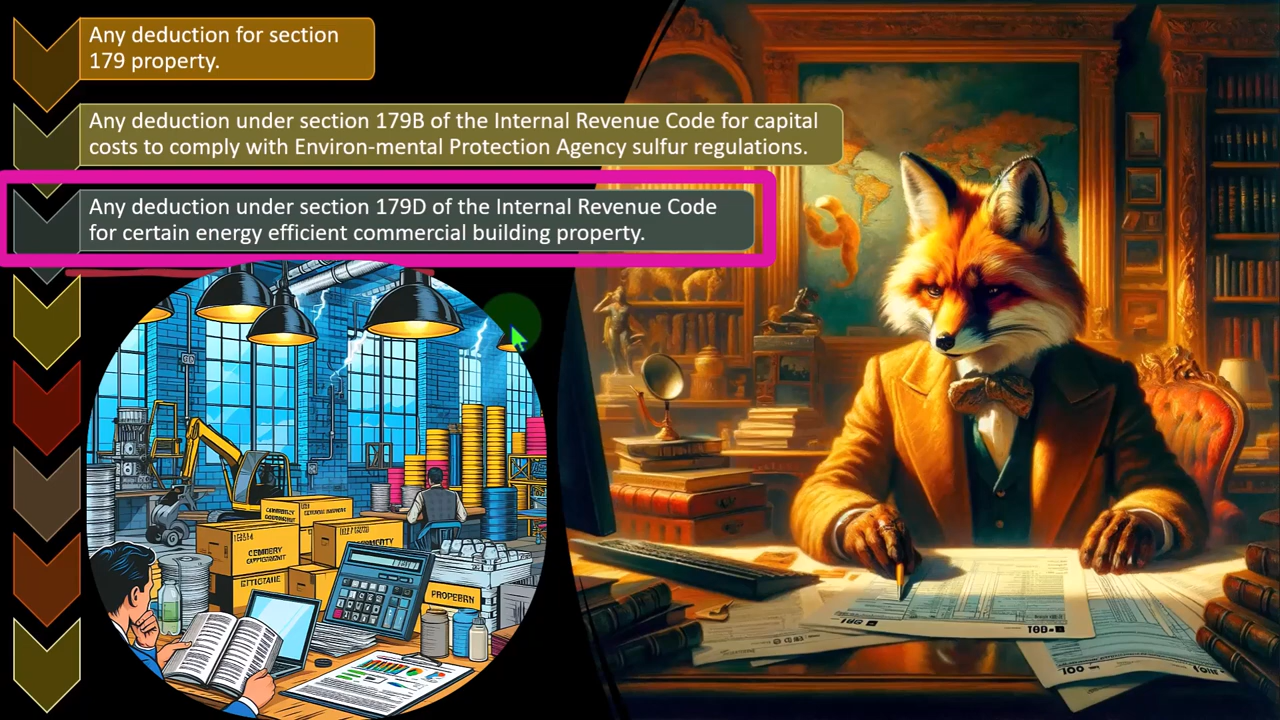 Any deduction for section
179 property.
Any deduction under section 179B of the Internal Revenue Code for capital
costs to comply with Environ-mental Protection Agency sulfur regulations.
Any deduction under section 179D of the Internal Revenue Code
for certain energy efficient commercial building property.
PROPEBRN